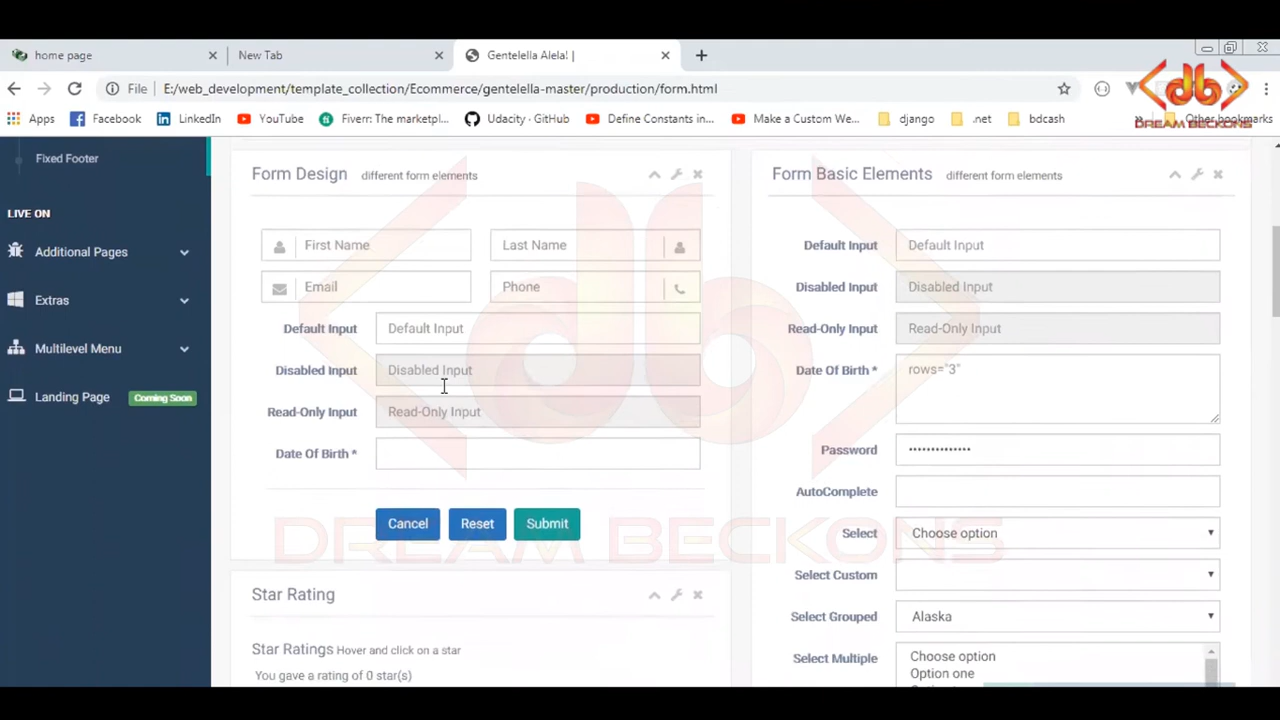 home page
New Tab
Gentelella Alela! |
File
E:/web_development/template_collection/Ecommerce/gentelella-master/production/form.html
Apps
Facebook
LinkedIn
YouTube
Fiverr: The marketpl...
Udacity · GitHub
Define Constants in...
Make a Custom We...
django
.net
bdcash
»
Other bookmarks
db
DREAM BECKONS
Fixed Footer
LIVE ON
Additional Pages
Extras
Multilevel Menu
Landing Page
Coming Soon
Form Design different form elements
First Name
Last Name
Email
Phone
Default Input
Default Input
Disabled Input
Disabled Input
Read-Only Input
Read-Only Input
Date Of Birth *
Cancel
Reset
Submit
Star Rating
Star Ratings Hover and click on a star
You gave a rating of 0 star(s)
Form Basic Elements different form elements
Default Input
Default Input
Disabled Input
Disabled Input
Read-Only Input
Read-Only Input
Date Of Birth *
rows="3"
Password
••••••••••••••
AutoComplete
Select
Choose option
Select Custom
Select Grouped
Alaska
Select Multiple
Choose option
Option one
db
DREAM BECKONS